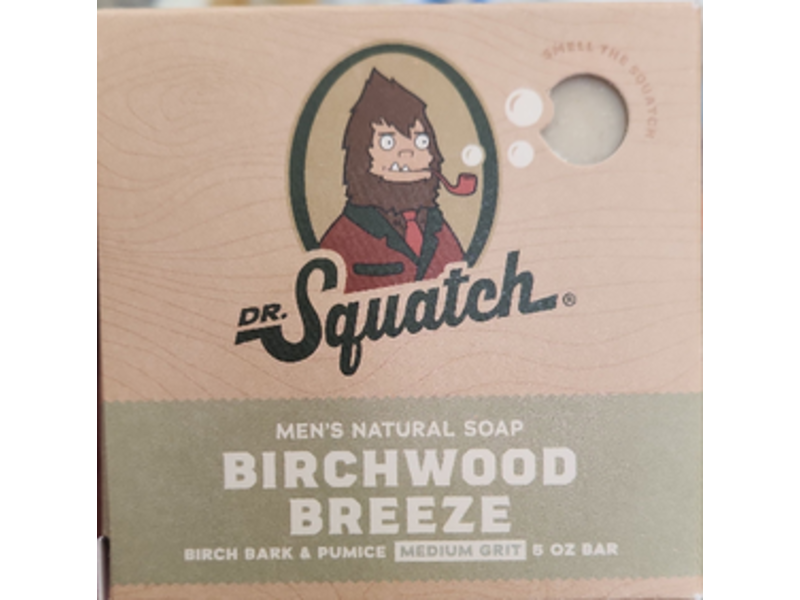 SMELL THE SQUATCH
DR. Squatch®
MEN'S NATURAL SOAP
BIRCHWOOD
BREEZE
BIRCH BARK & PUMICE MEDIUM GRIT 5 OZ BAR